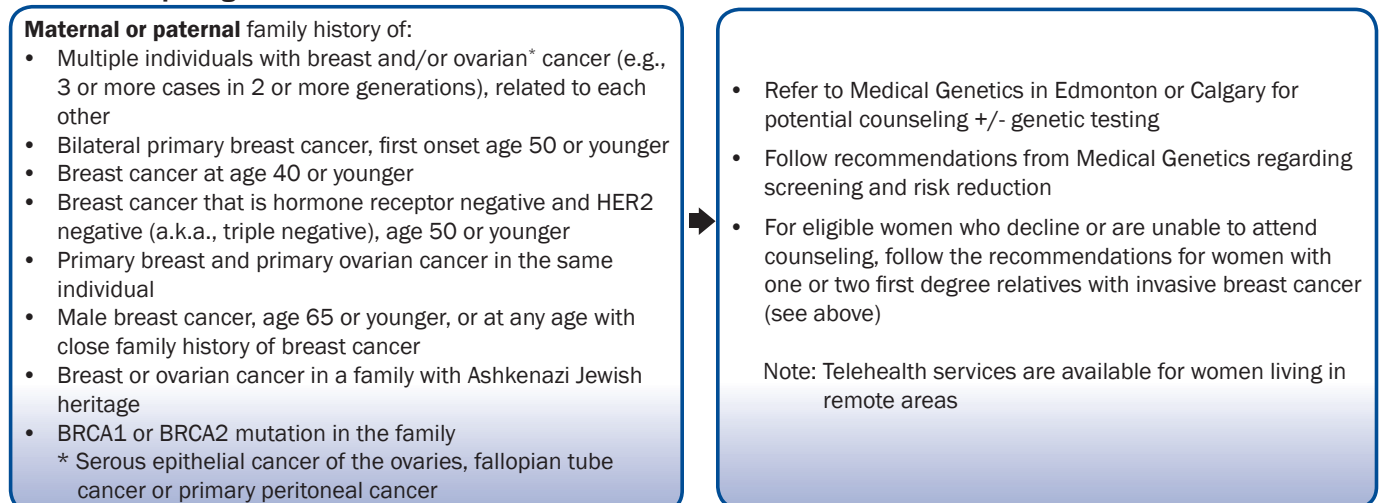 Maternal or paternal family history of:
• Multiple individuals with breast and/or ovarian* cancer (e.g.,
3 or more cases in 2 or more generations), related to each
other
• Bilateral primary breast cancer, first onset age 50 or younger
• Breast cancer at age 40 or younger
• Breast cancer that is hormone receptor negative and HER2
negative (a.k.a., triple negative), age 50 or younger
• Primary breast and primary ovarian cancer in the same
individual
• Male breast cancer, age 65 or younger, or at any age with
close family history of breast cancer
• Breast or ovarian cancer in a family with Ashkenazi Jewish
heritage
• BRCA1 or BRCA2 mutation in the family
* Serous epithelial cancer of the ovaries, fallopian tube
cancer or primary peritoneal cancer
• Refer to Medical Genetics in Edmonton or Calgary for
potential counseling +/- genetic testing
• Follow recommendations from Medical Genetics regarding
screening and risk reduction
• For eligible women who decline or are unable to attend
counseling, follow the recommendations for women with
one or two first degree relatives with invasive breast cancer
(see above)
Note: Telehealth services are available for women living in
remote areas